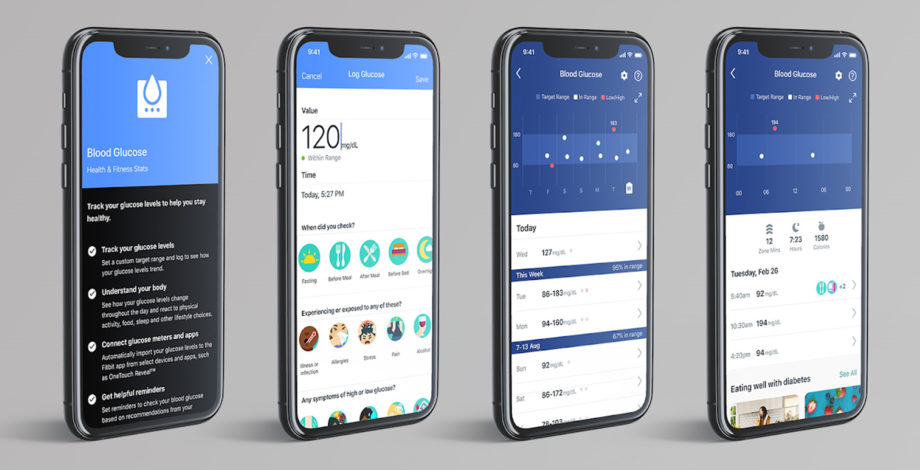 Blood Glucose
Health & Fitness Stats
Track your glucose levels to help you stay
healthy.
Track your glucose levels
Set a custom target range and log to see how
your glucose levels trend.
Understand your body
See how your glucose levels change
throughout the day and react to physical
activity, food, sleep and other lifestyle choices.
Connect glucose meters and apps
Automatically import your glucose levels to the
Fitbit app from select devices and apps, such
as OneTouch Reveal™
Get helpful reminders
Set reminders to check your blood glucose
based on recommendations from your
9:41
Cancel Log Glucose Save
Value
120 mg/dL
Within Range
Time
Today, 5:27 PM
When did you check?
Fasting Before Meal After Meal Before Bed Overnig
Experiencing or exposed to any of these?
Illness or
infection
Allergies Stress Pain Alcohol
Any symptoms of high or low glucose?
9:41
Blood Glucose
Target Range In Range Low/High
183
180
80
T F S S M T
Today
Wed 127 mg/dL
This Week 95% in range
Tue 86-183 mg/dL
Mon 94-160 mg/dL
7-13 Aug 67% in range
Sun 92 mg/dL
Sat 86-172 mg/dL
78-103 mg/dL
9:41
Blood Glucose
Target Range In Range Low/High
194
180
80
00 06 12 06 00
12 7:23 1580
Zone Mins Hours Calories
Tuesday, Feb 26
5:40am 92 mg/dL +2
10:30am 194 mg/dL
4:20pm 94 mg/dL
Eating well with diabetes See All